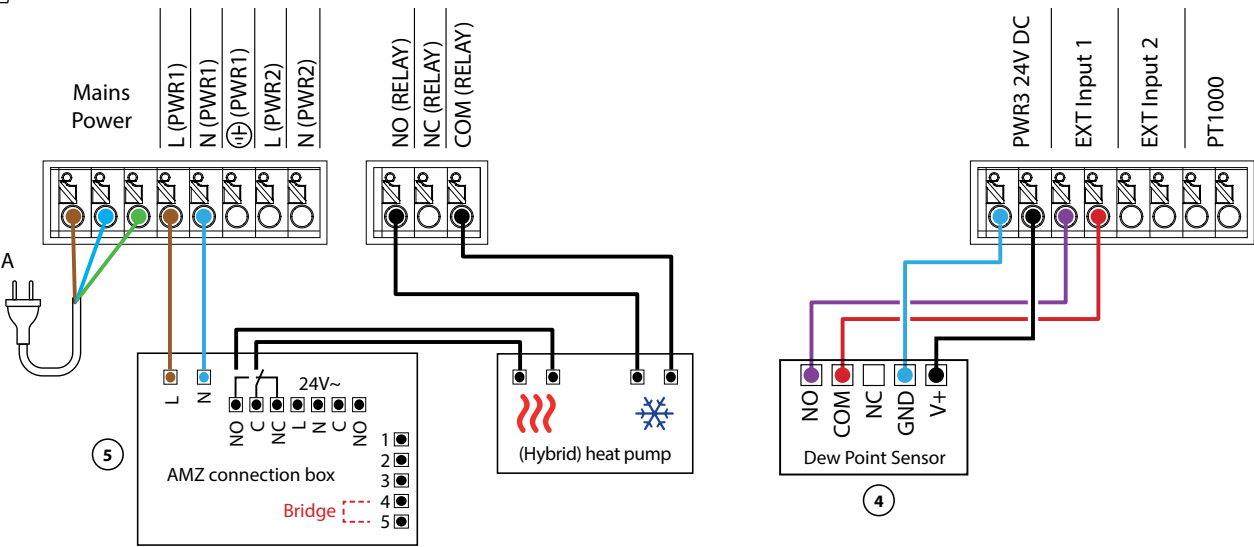 Mains
Power
L (PWR1)
N (PWR1)
(PWR1)
L (PWR2)
N (PWR2)
NO (RELAY)
NC (RELAY)
COM (RELAY)
PWR3 24V DC
EXT Input 1
EXT Input 2
PT1000
A
L
N
24V~
NO
C
NC
L
N
C
NO
1
2
3
4
5
AMZ connection box
Bridge
5
(Hybrid) heat pump
NO
COM
NC
GND
V+
Dew Point Sensor
4